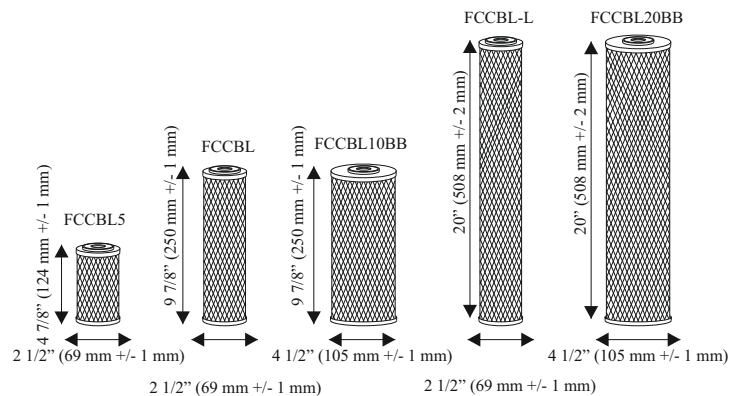 FCCBL-L
FCCBL20BB
FCCBL
FCCBL10BB
FCCBL5
4 7/8” (124 mm +/- 1 mm)
9 7/8” (250 mm +/- 1 mm)
9 7/8” (250 mm +/- 1 mm)
20” (508 mm +/- 2 mm)
20” (508 mm +/- 2 mm)
2 1/2” (69 mm +/- 1 mm)
4 1/2” (105 mm +/- 1 mm)
4 1/2” (105 mm +/- 1 mm)
2 1/2” (69 mm +/- 1 mm)
2 1/2” (69 mm +/- 1 mm)